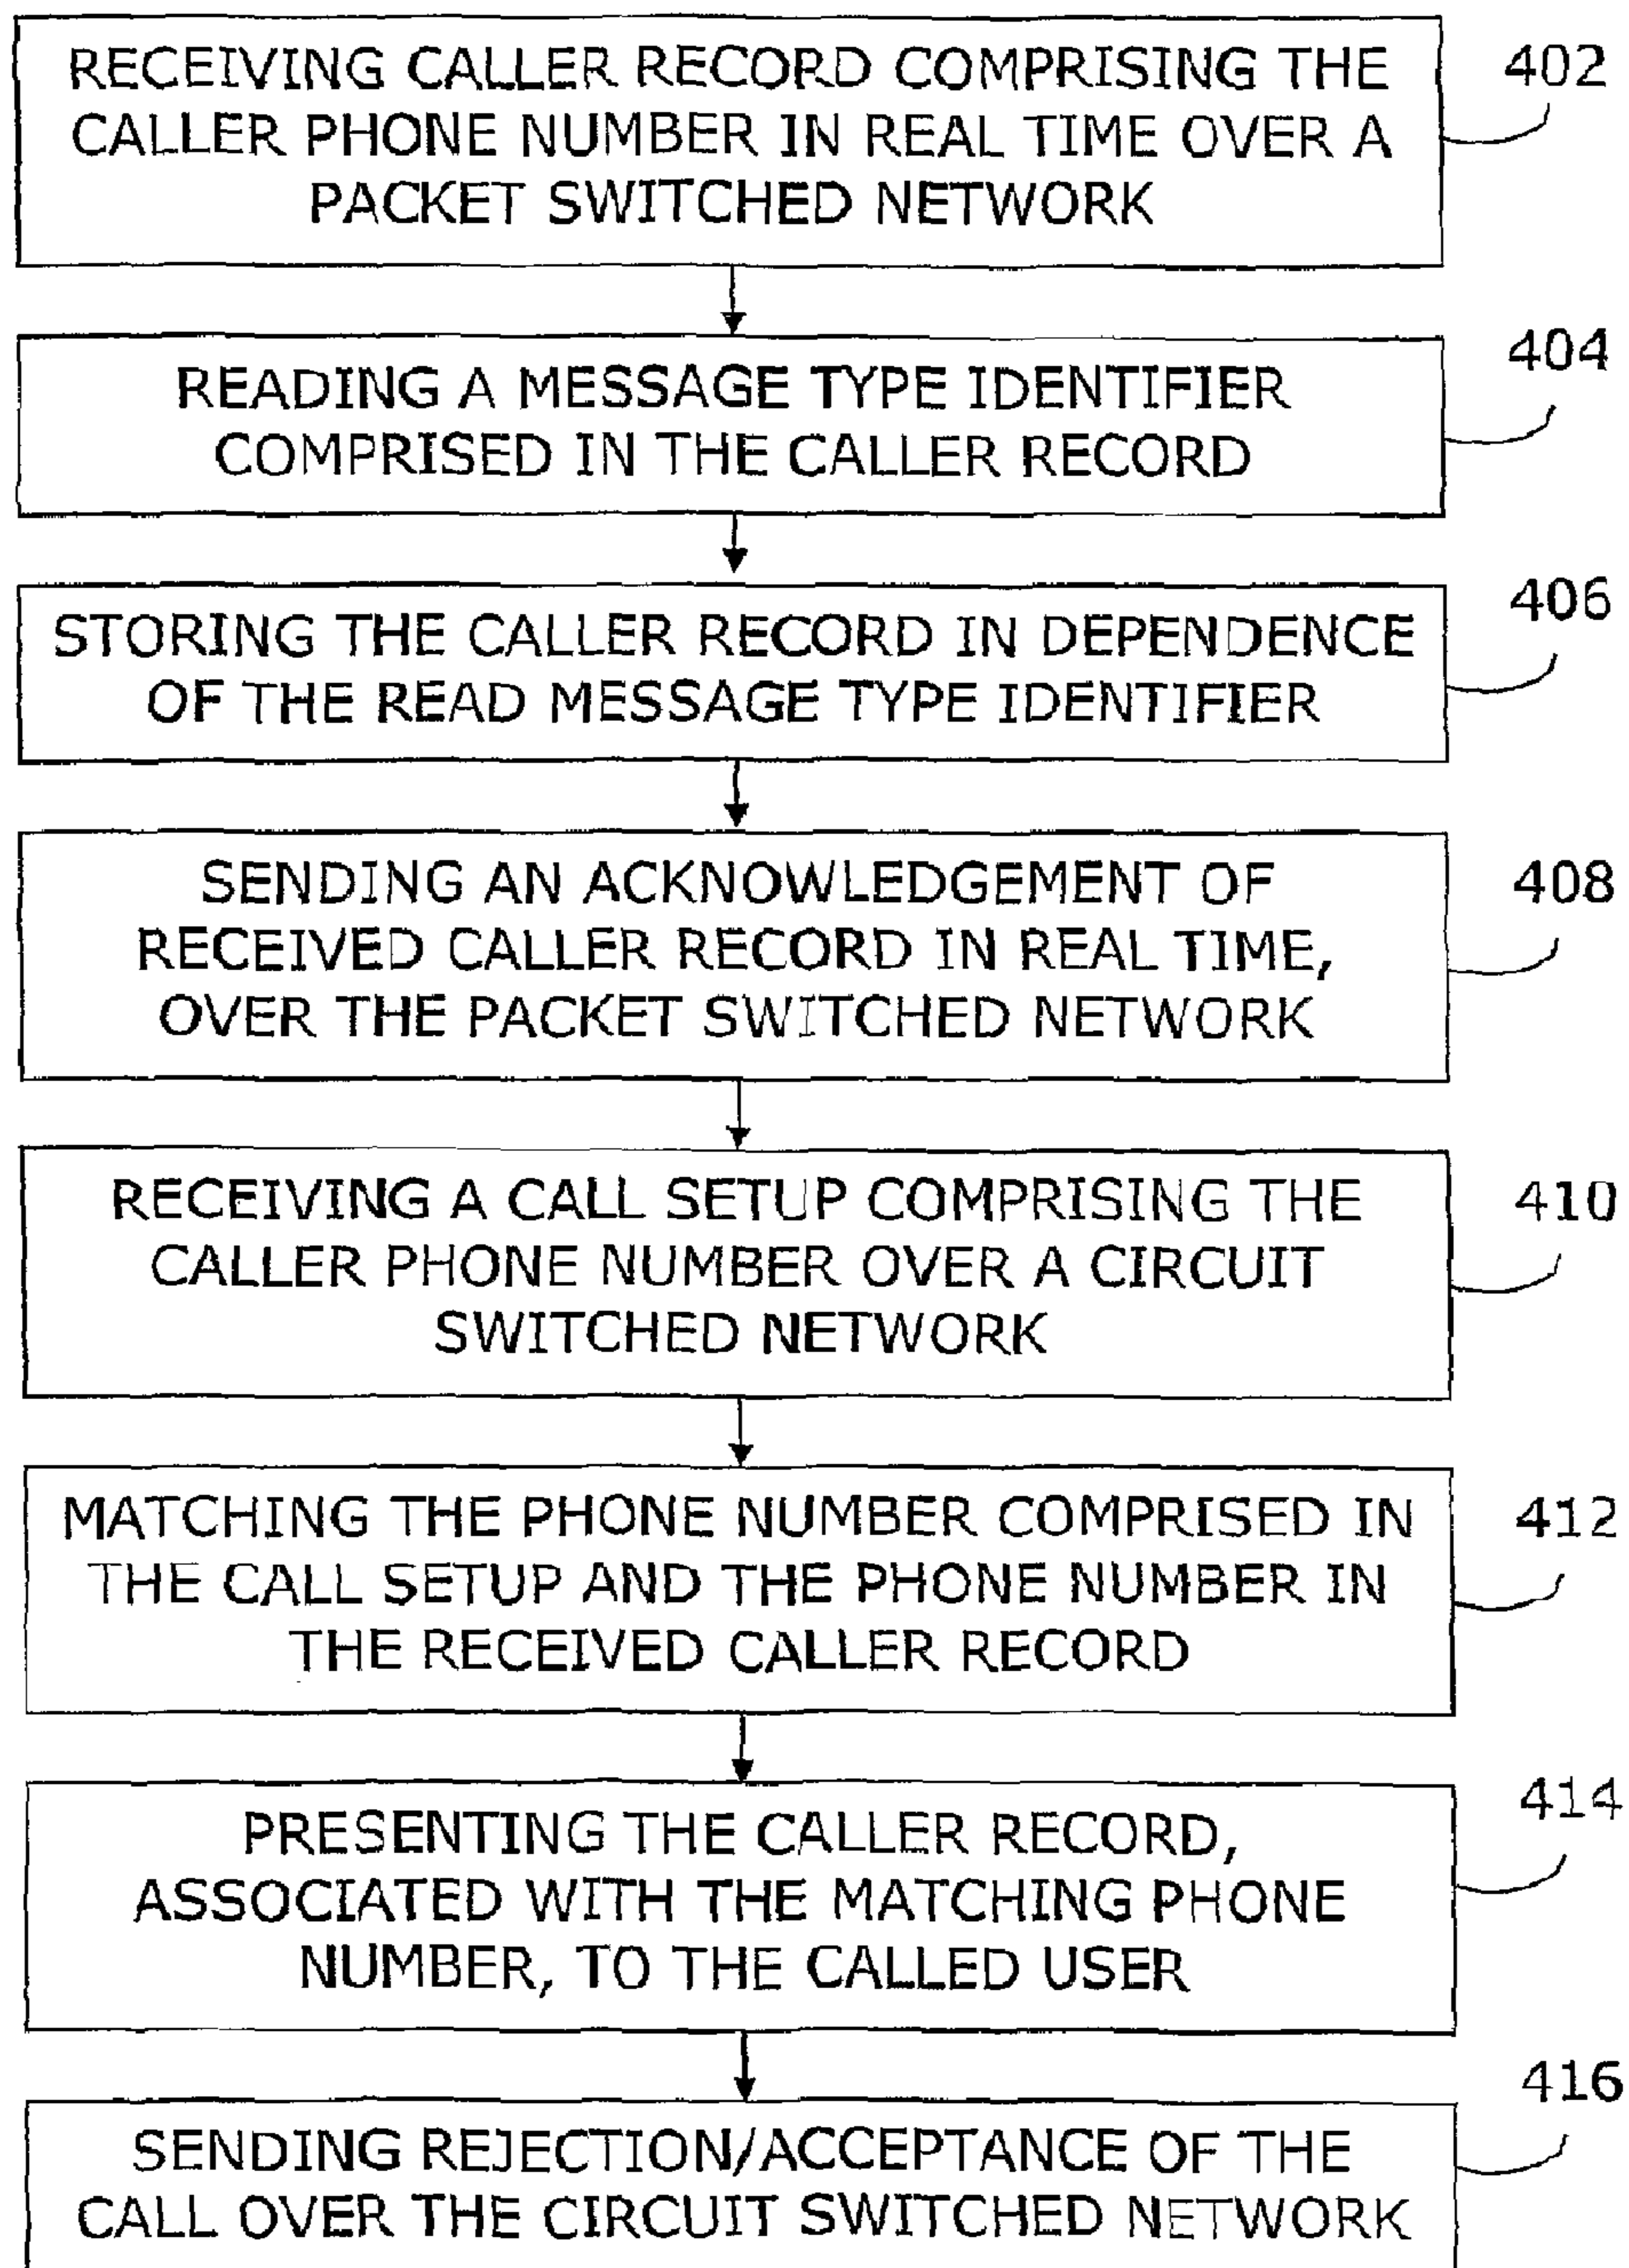 RECEIVING CALLER RECORD COMPRISING THE
CALLER PHONE NUMBER IN REAL TIME OVER A
PACKET SWITCHED NETWORK
402
READING A MESSAGE TYPE IDENTIFIER
COMPRISED IN THE CALLER RECORD
404
STORING THE CALLER RECORD IN DEPENDENCE
OF THE READ MESSAGE TYPE IDENTIFIER
406
SENDING AN ACKNOWLEDGEMENT OF
RECEIVED CALLER RECORD IN REAL TIME,
OVER THE PACKET SWITCHED NETWORK
408
RECEIVING A CALL SETUP COMPRISING THE
CALLER PHONE NUMBER OVER A CIRCUIT
SWITCHED NETWORK
410
MATCHING THE PHONE NUMBER COMPRISED IN
THE CALL SETUP AND THE PHONE NUMBER IN
THE RECEIVED CALLER RECORD
412
PRESENTING THE CALLER RECORD,
ASSOCIATED WITH THE MATCHING PHONE
NUMBER, TO THE CALLED USER
414
SENDING REJECTION/ACCEPTANCE OF THE
CALL OVER THE CIRCUIT SWITCHED NETWORK
416